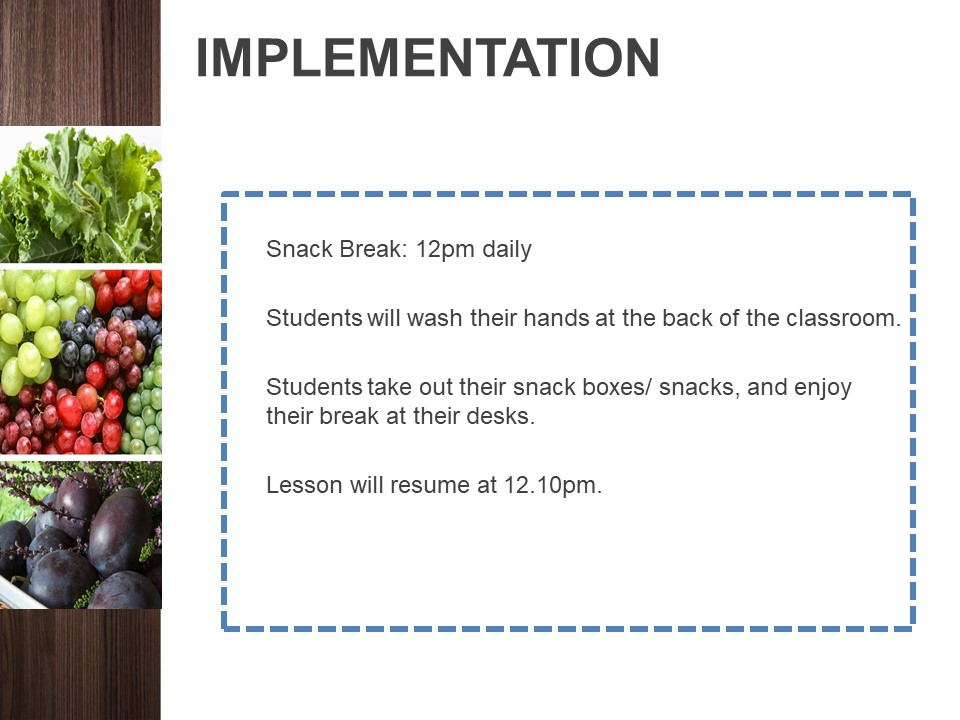 IMPLEMENTATION
Snack Break: 12pm daily
Students will wash their hands at the back of the classroom.
Students take out their snack boxes/ snacks, and enjoy
their break at their desks.
Lesson will resume at 12.10pm.